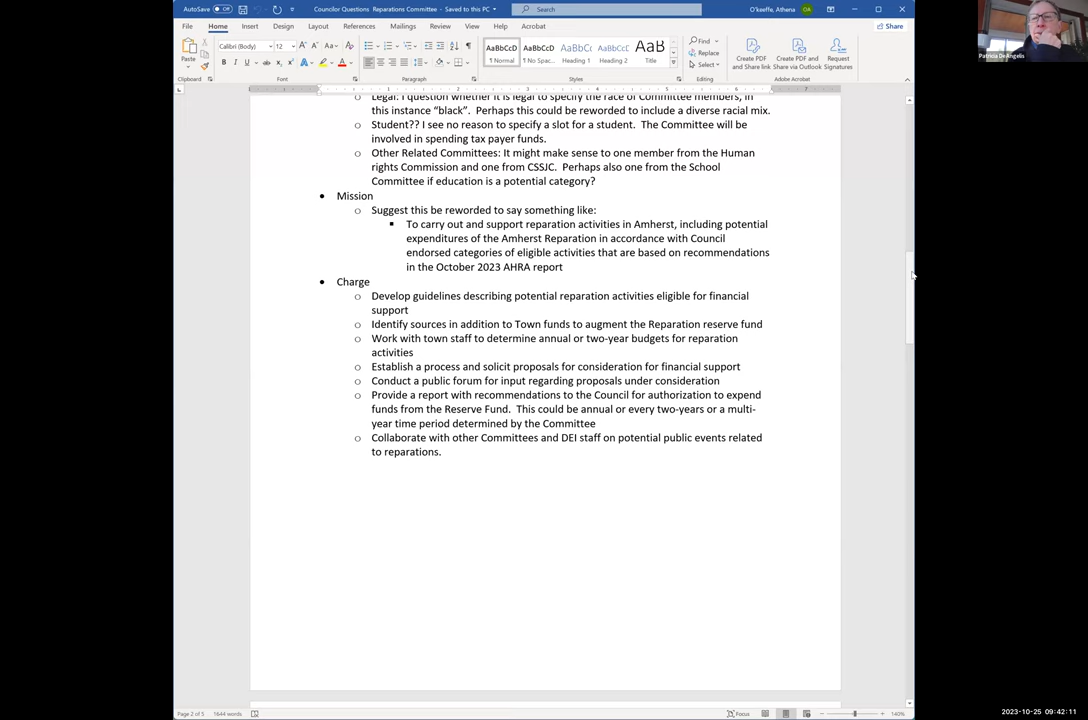 AutoSave Off
Councilor Questions Reparations Committee - Saved to this PC
Search
O'keeffe, Athena OA
File Home Insert Design Layout References Mailings Review View Help Acrobat
Share
Paste
Calibri (Body) 12
AaBbCcD AaBbCcD AaBbC AaBbCcD AaB
¶ Normal ¶ No Spac... Heading 1 Heading 2 Title
Find
Replace
Select
Create PDF and Share link
Create PDF and Share via Outlook
Request Signatures
Clipboard Font Paragraph Styles Editing Adobe Acrobat
Patricia DeAngelis
Legal: I question whether it is legal to specify the race of Committee members, in
this instance "black". Perhaps this could be reworded to include a diverse racial mix.
o Student?? I see no reason to specify a slot for a student. The Committee will be
involved in spending tax payer funds.
o Other Related Committees: It might make sense to one member from the Human
rights Commission and one from CSSJC. Perhaps also one from the School
Committee if education is a potential category?
• Mission
o Suggest this be reworded to say something like:
▪ To carry out and support reparation activities in Amherst, including potential
expenditures of the Amherst Reparation in accordance with Council
endorsed categories of eligible activities that are based on recommendations
in the October 2023 AHRA report
• Charge
o Develop guidelines describing potential reparation activities eligible for financial
support
o Identify sources in addition to Town funds to augment the Reparation reserve fund
o Work with town staff to determine annual or two-year budgets for reparation
activities
o Establish a process and solicit proposals for consideration for financial support
o Conduct a public forum for input regarding proposals under consideration
o Provide a report with recommendations to the Council for authorization to expend
funds from the Reserve Fund. This could be annual or every two-years or a multi-
year time period determined by the Committee
o Collaborate with other Committees and DEI staff on potential public events related
to reparations.
Page 2 of 5 1644 words
Focus
140%
2023-10-25 09:42:11